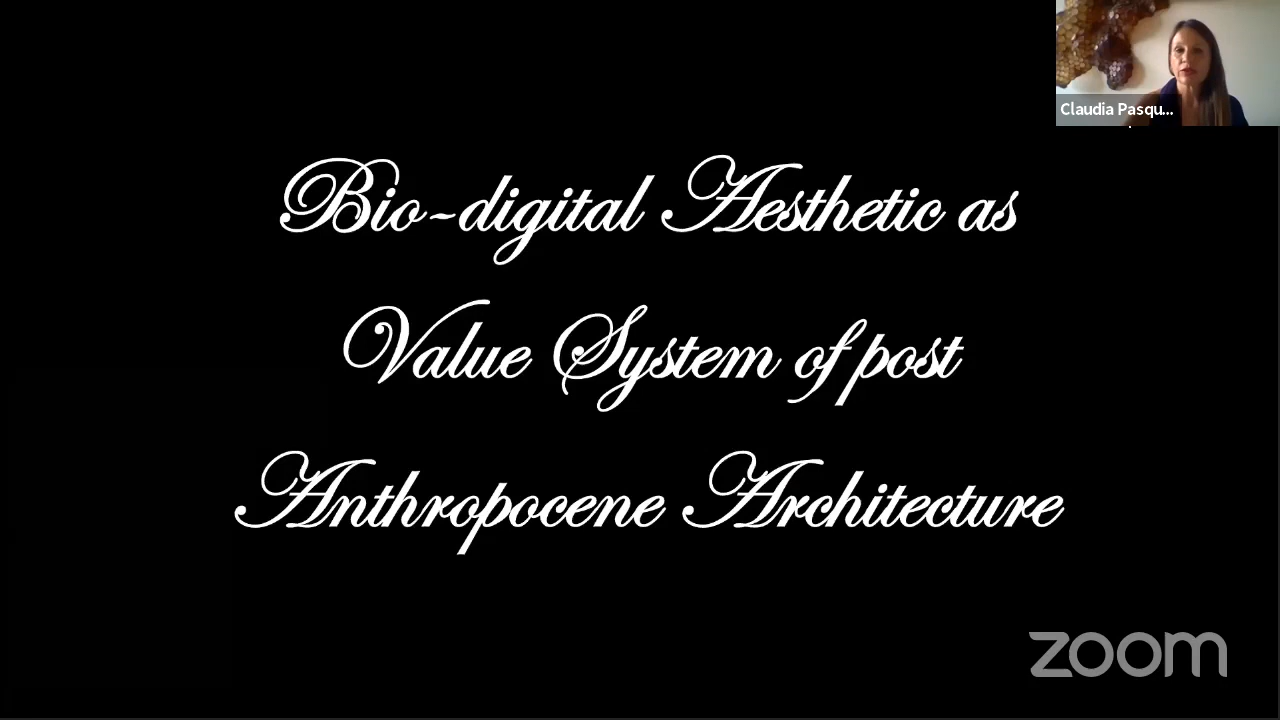 Claudia Pasqu...
Bio-digital Aesthetic as
Value System of post
Anthropocene Architecture
zoom